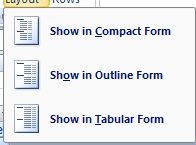 Layout Rows
Show in Compact Form
Show in Outline Form
Show in Tabular Form